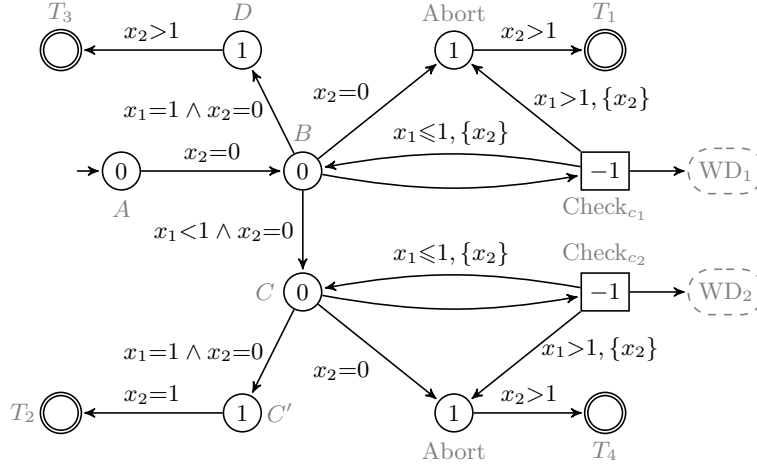 T₃ D Abort T₁
x₂>1 1 1 x₂>1
x₁=1 ∧ x₂=0 x₂=0 x₁>1, {x₂}
B x₁⩽1, {x₂}
0 x₂=0 0 −1 WD₁
A Check_c₁
x₁<1 ∧ x₂=0 x₁⩽1, {x₂} Check_c₂
C 0 −1 WD₂
x₁=1 ∧ x₂=0 x₂=0 x₁>1, {x₂}
T₂ x₂=1 1 C′ 1 x₂>1
Abort T₄